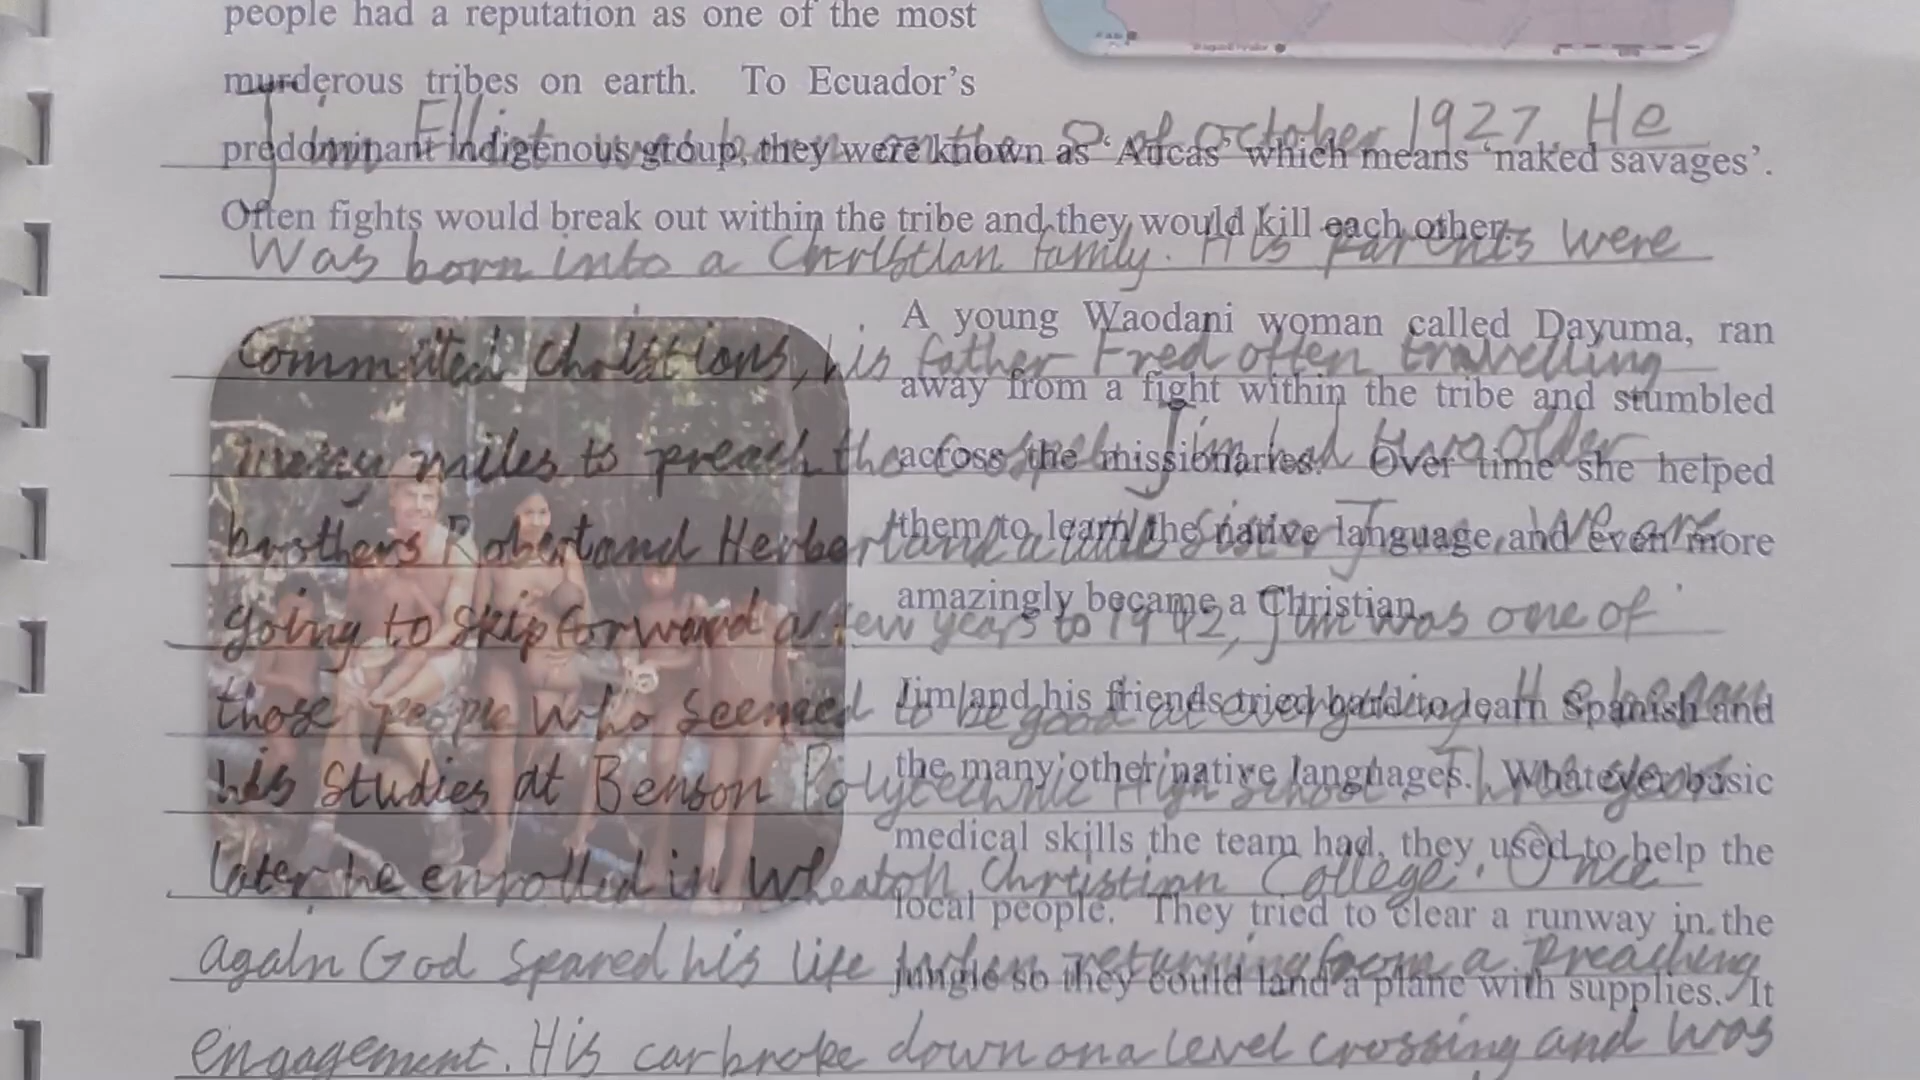 people had a reputation as one of the most
murderous tribes on earth. To Ecuador's
predominant indigenous group, they were known as 'Aucas' which means 'naked savages'.
Often fights would break out within the tribe and they would kill each other.
A young Waodani woman called Dayuma, ran
away from a fight within the tribe and stumbled
across the missionaries. Over time she helped
them to learn the native language, and even more
amazingly became a Christian.
Jim and his friends tried hard to learn Spanish and
the many other native languages. Whatever basic
medical skills the team had, they used to help the
local people. They tried to clear a runway in the
jungle so they could land a plane with supplies. It
Jim Elliot was born on the 8 of October 1927. He
Was born into a Christian family. His parents were
Committed Christians, his father Fred often travelling
many miles to preach the Gospel. Jim had two older
brothers Robert and Herbert and a little sister J We are
going to skip forward a few years to 1942, Jim was one of
those people who seemed to be good at everything. He began
his studies at Benson Polytechnic High School. Three years
later he enrolled in Wheaton Christian College. Once
again God spared his life when returning from a Preaching
engagement. His car broke down on a level crossing and was